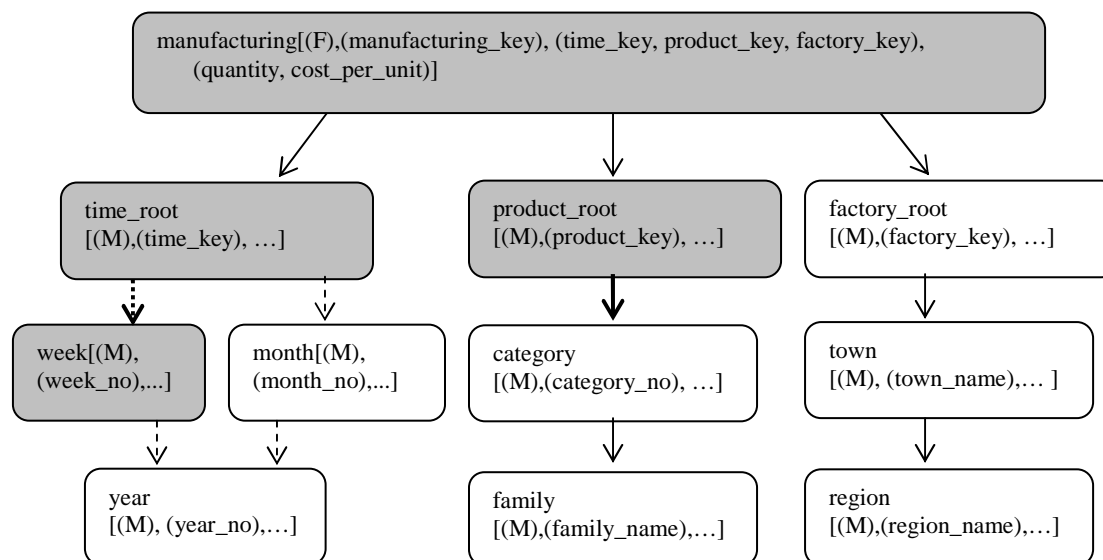 manufacturing[(F),(manufacturing_key), (time_key, product_key, factory_key),
(quantity, cost_per_unit)]
time_root
[(M),(time_key), …]
product_root
[(M),(product_key), …]
factory_root
[(M),(factory_key), …]
week[(M),
(week_no),...]
month[(M),
(month_no),...]
category
[(M),(category_no), …]
town
[(M), (town_name),… ]
year
[(M), (year_no),…]
family
[(M),(family_name),…]
region
[(M),(region_name),…]